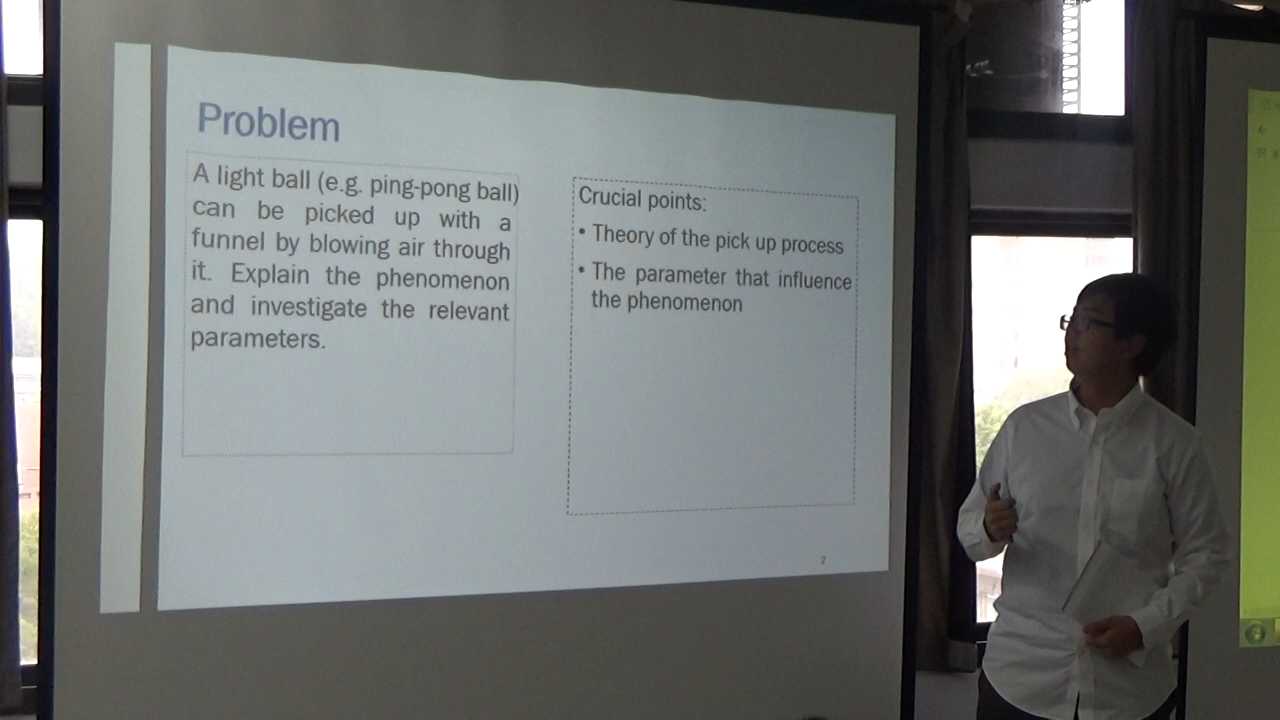 Problem
A light ball (e.g. ping-pong ball)
can be picked up with a
funnel by blowing air through
it. Explain the phenomenon
and investigate the relevant
parameters.
Crucial points:
• Theory of the pick up process
• The parameter that influence
the phenomenon
2